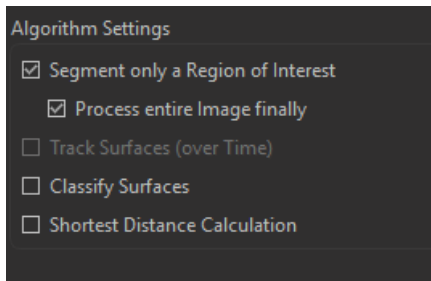 Algorithm Settings
Segment only a Region of Interest
Process entire Image finally
Track Surfaces (over Time)
Classify Surfaces
Shortest Distance Calculation